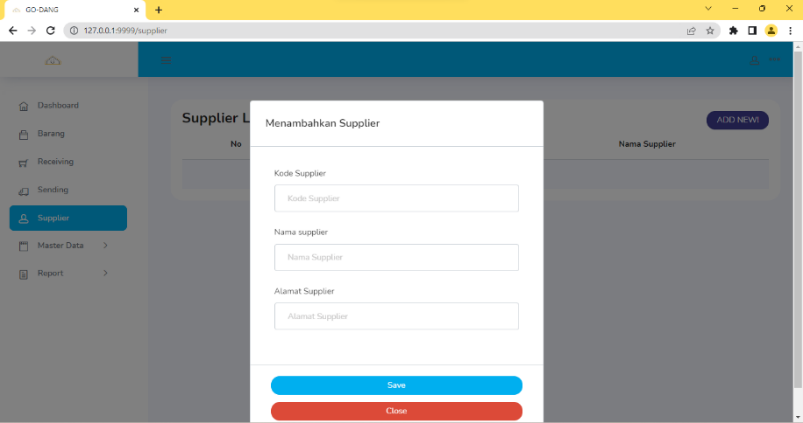 GO-DANG
127.0.0.1:9999/supplier
Dashboard
Barang
Receiving
Sending
Supplier
Master Data
Report
Supplier L
ADD NEW!
No
Nama Supplier
Menambahkan Supplier
Kode Supplier
Kode Supplier
Nama supplier
Nama Supplier
Alamat Supplier
Alamat Supplier
Save
Close